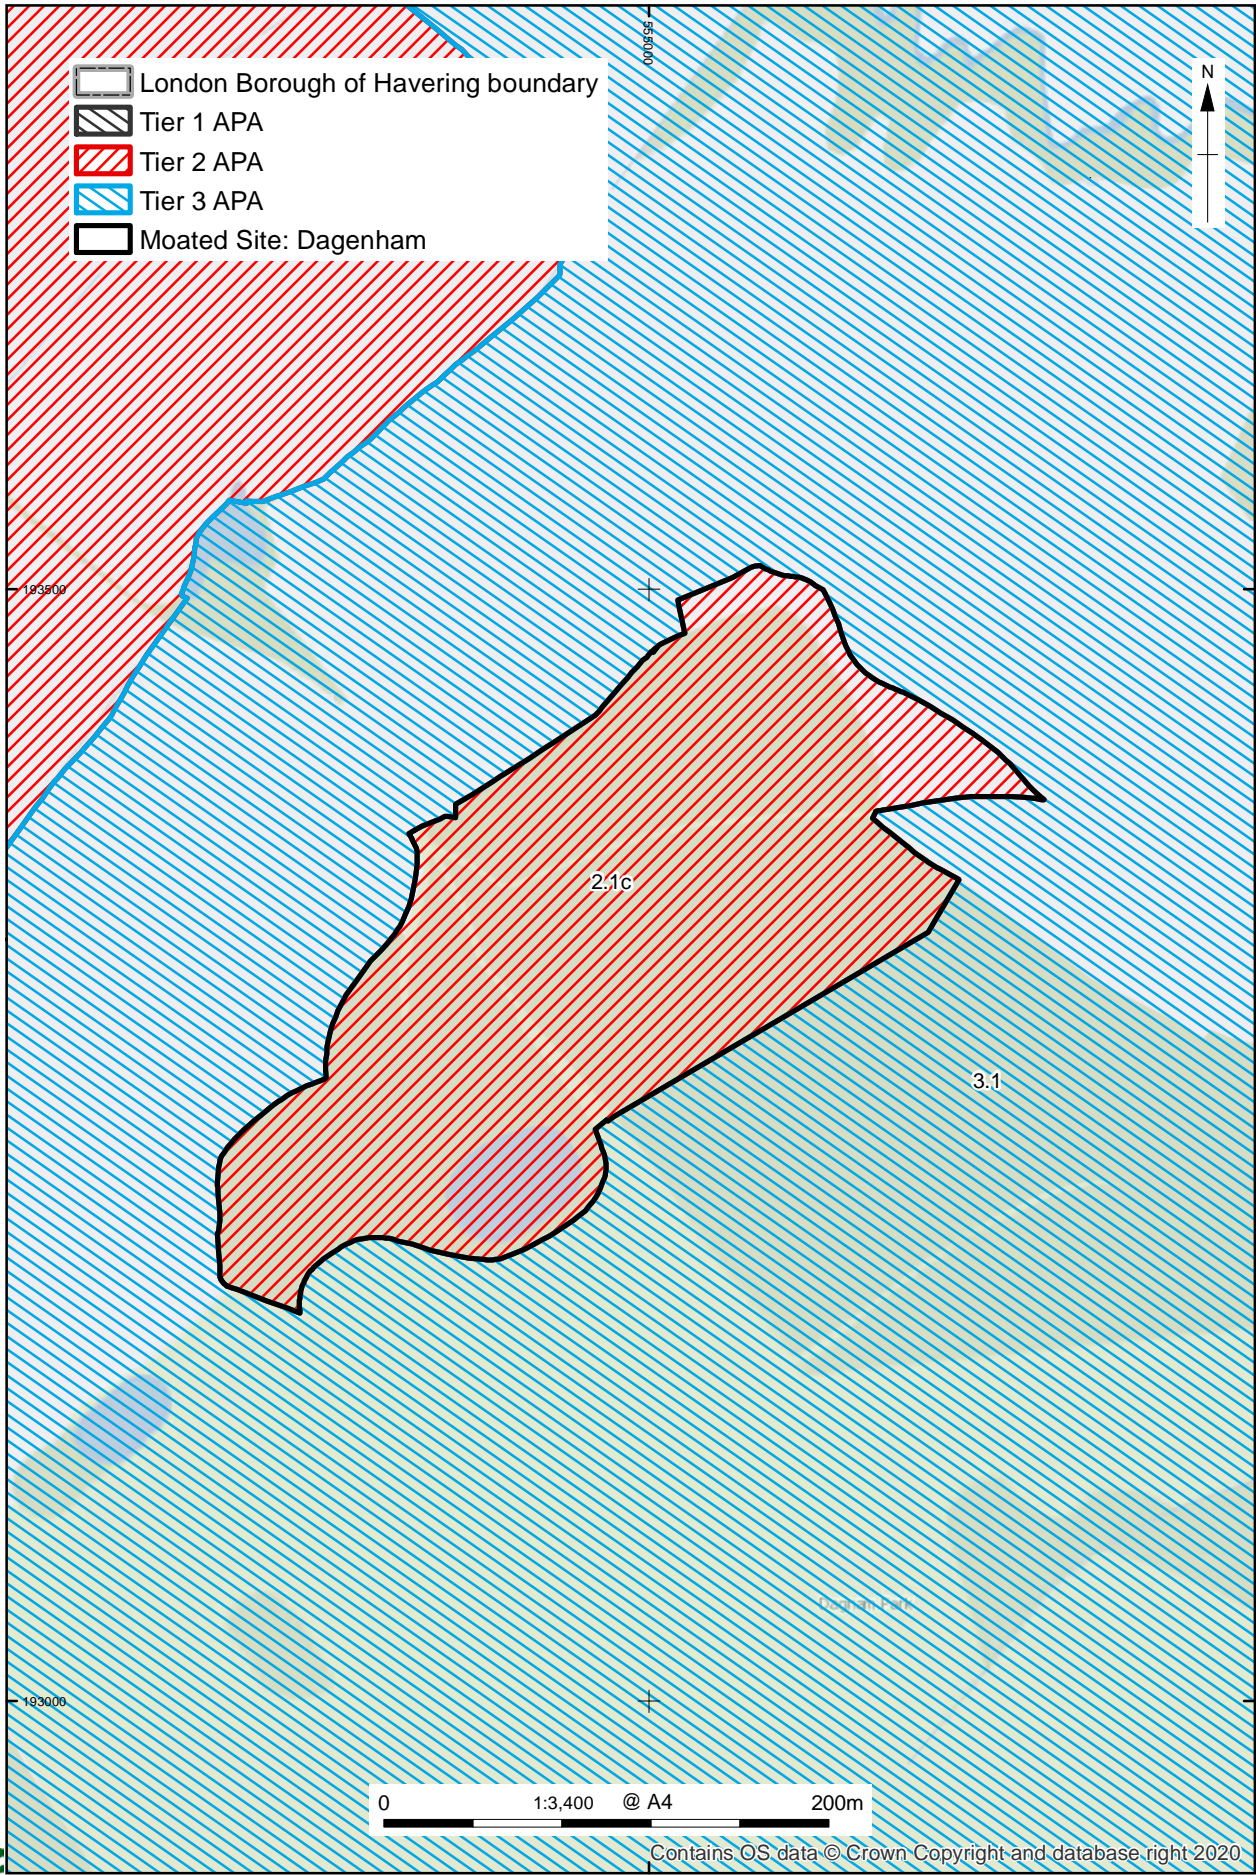 555000
London Borough of Havering boundary
Tier 1 APA
Tier 2 APA
Tier 3 APA
Moated Site: Dagenham
N
193500
2.1c
3.1
Dagnam Park
193000
0 1:3,400 @ A4 200m
Contains OS data © Crown Copyright and database right 2020